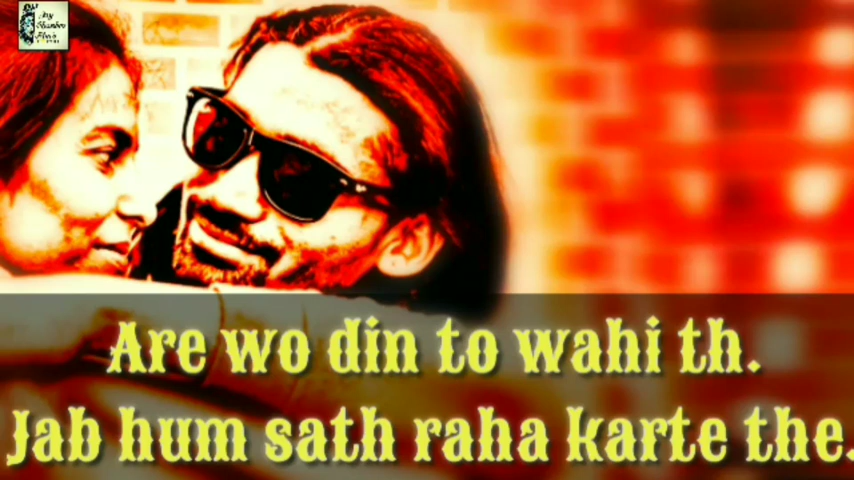 Are wo din to wahi th.
Jab hum sath raha karte the.